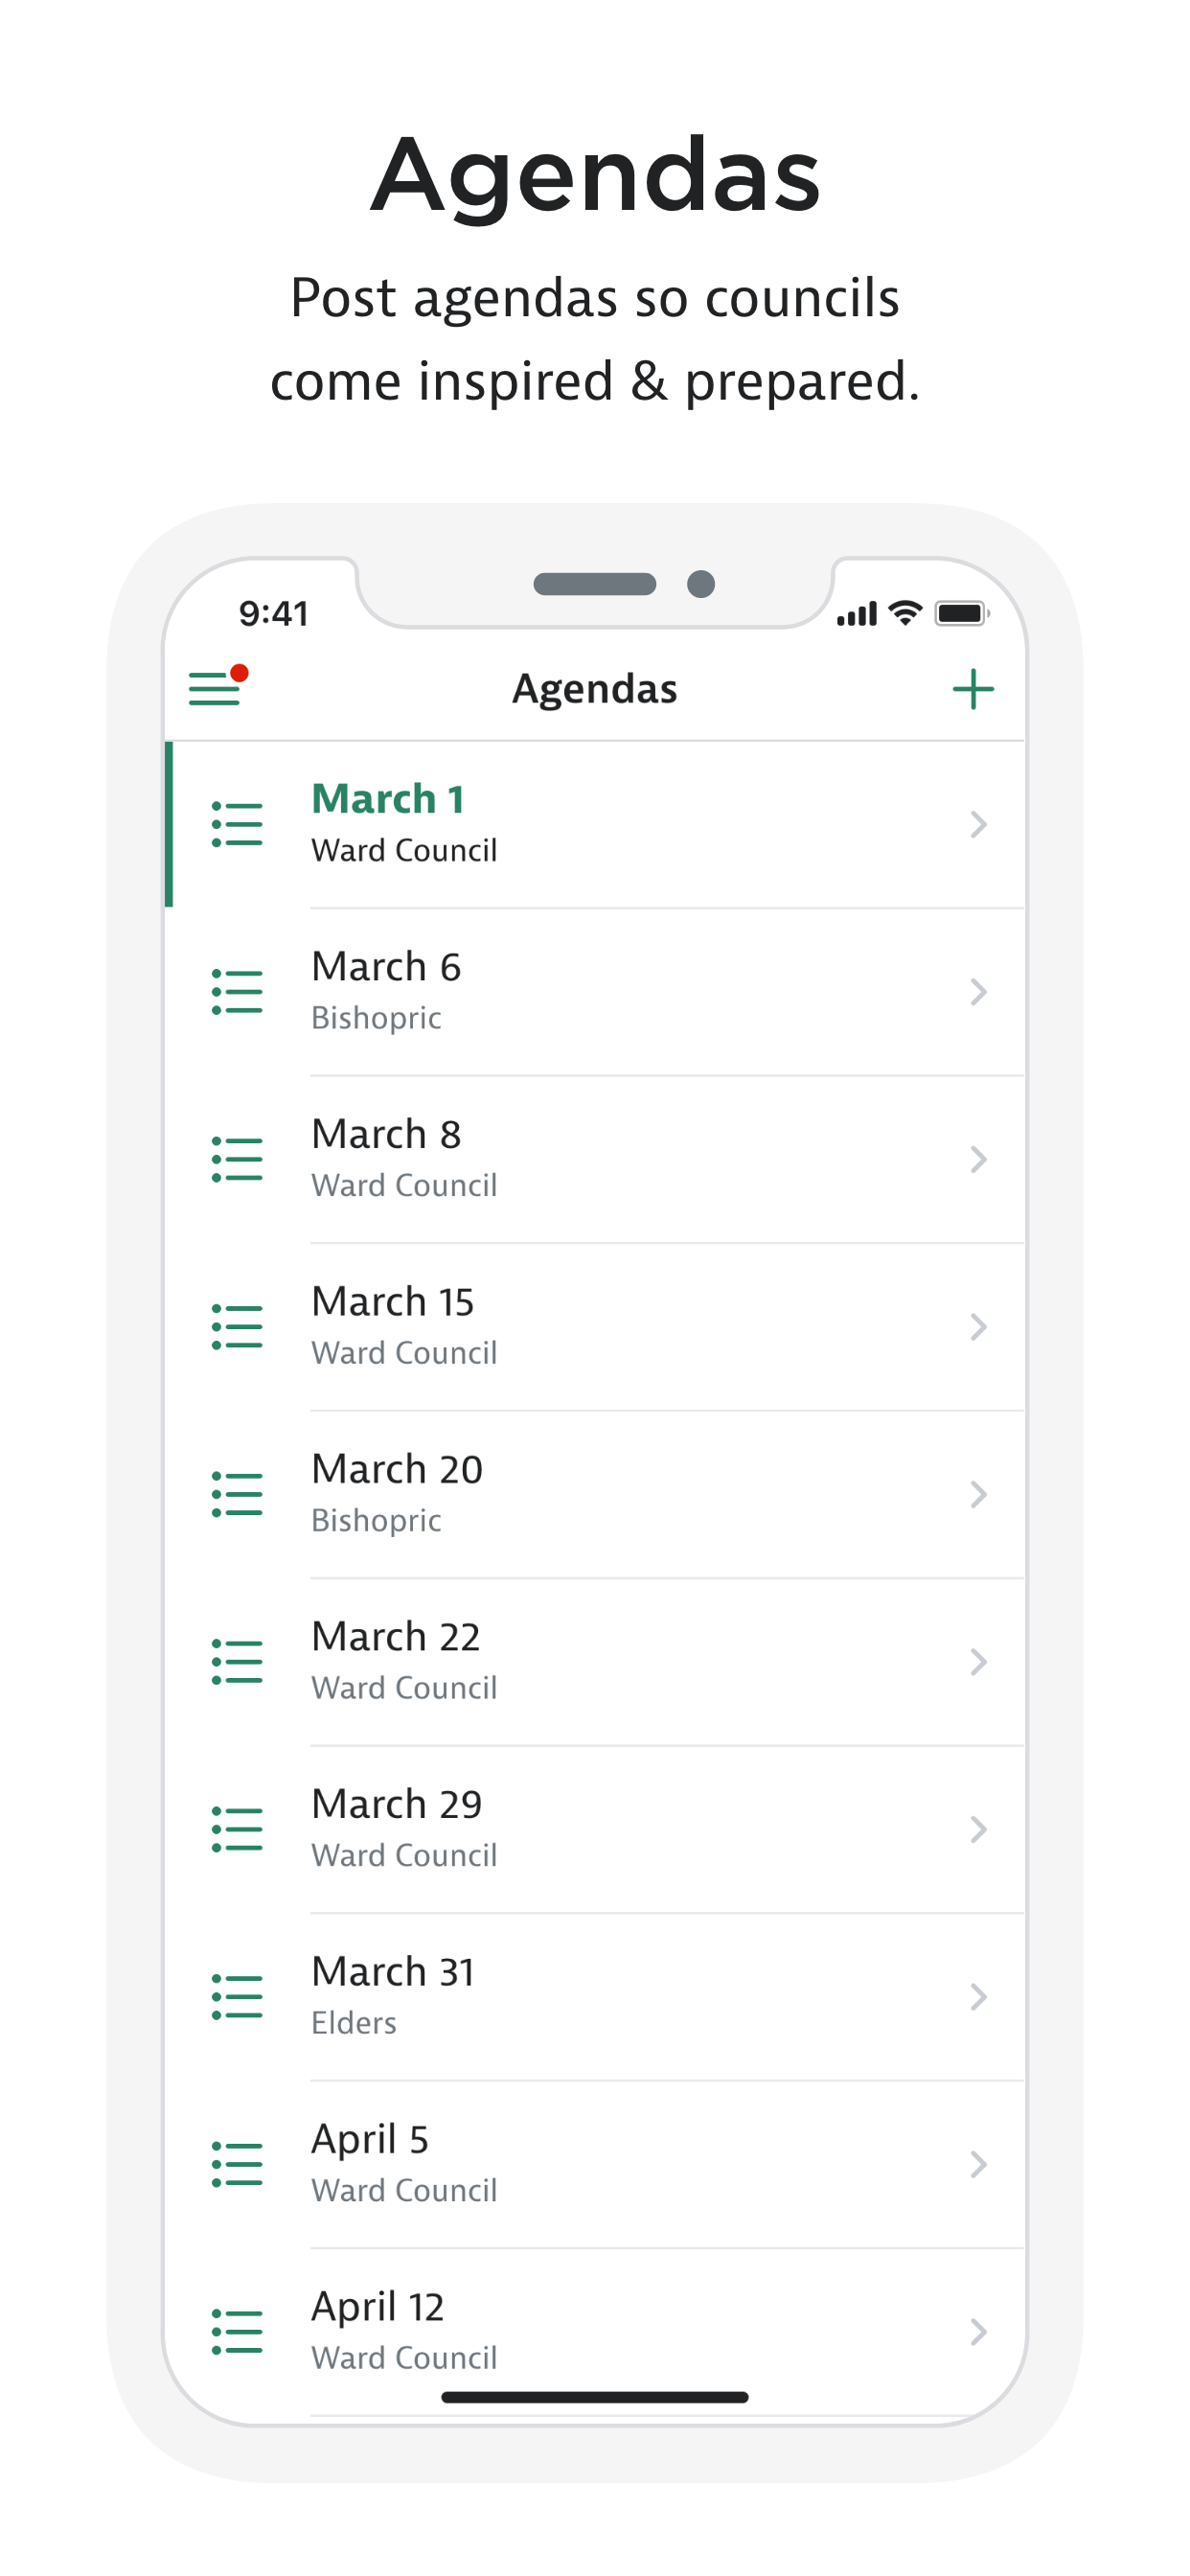 Agendas
Post agendas so councils
come inspired & prepared.
9:41
Agendas
March 1
Ward Council
March 6
Bishopric
March 8
Ward Council
March 15
Ward Council
March 20
Bishopric
March 22
Ward Council
March 29
Ward Council
March 31
Elders
April 5
Ward Council
April 12
Ward Council